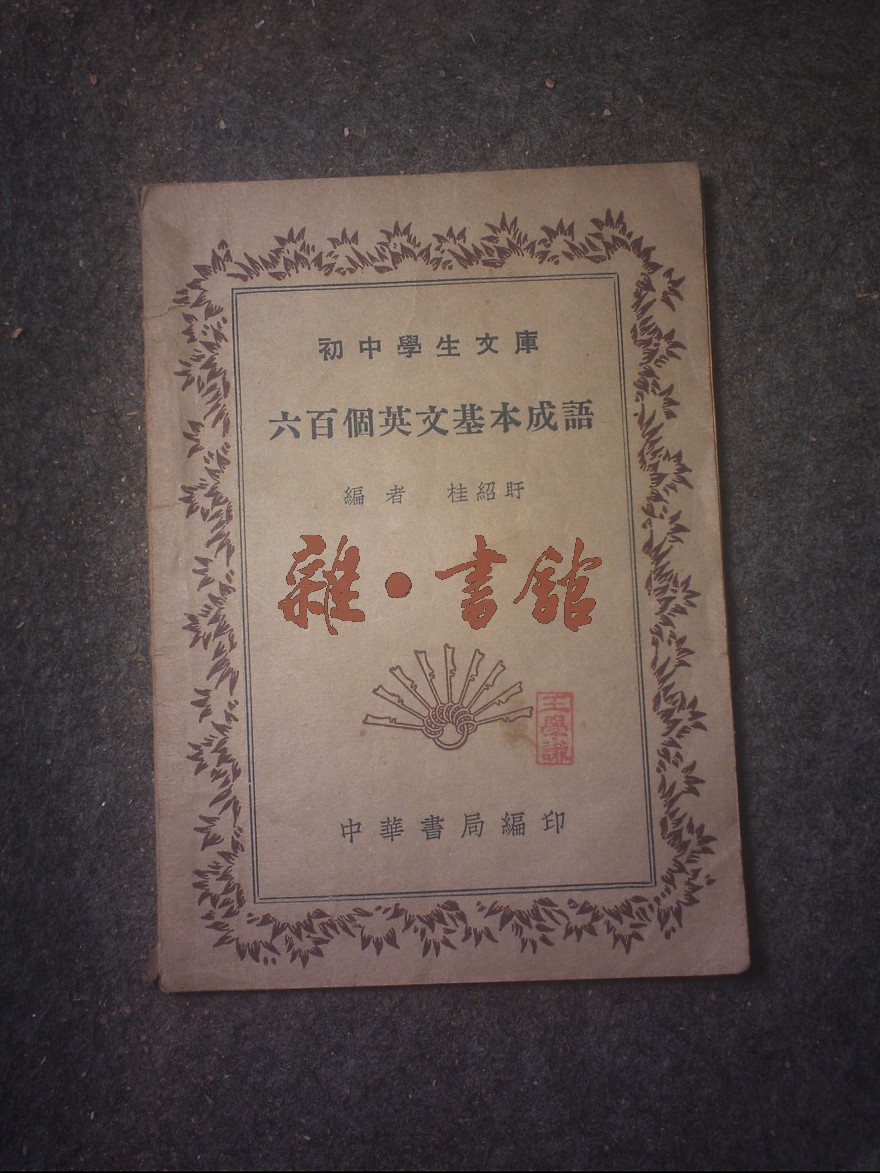 初中學生文庫
六百個英文基本成語
編者 桂紹盱
雜·書館
王學謙
中華書局編印